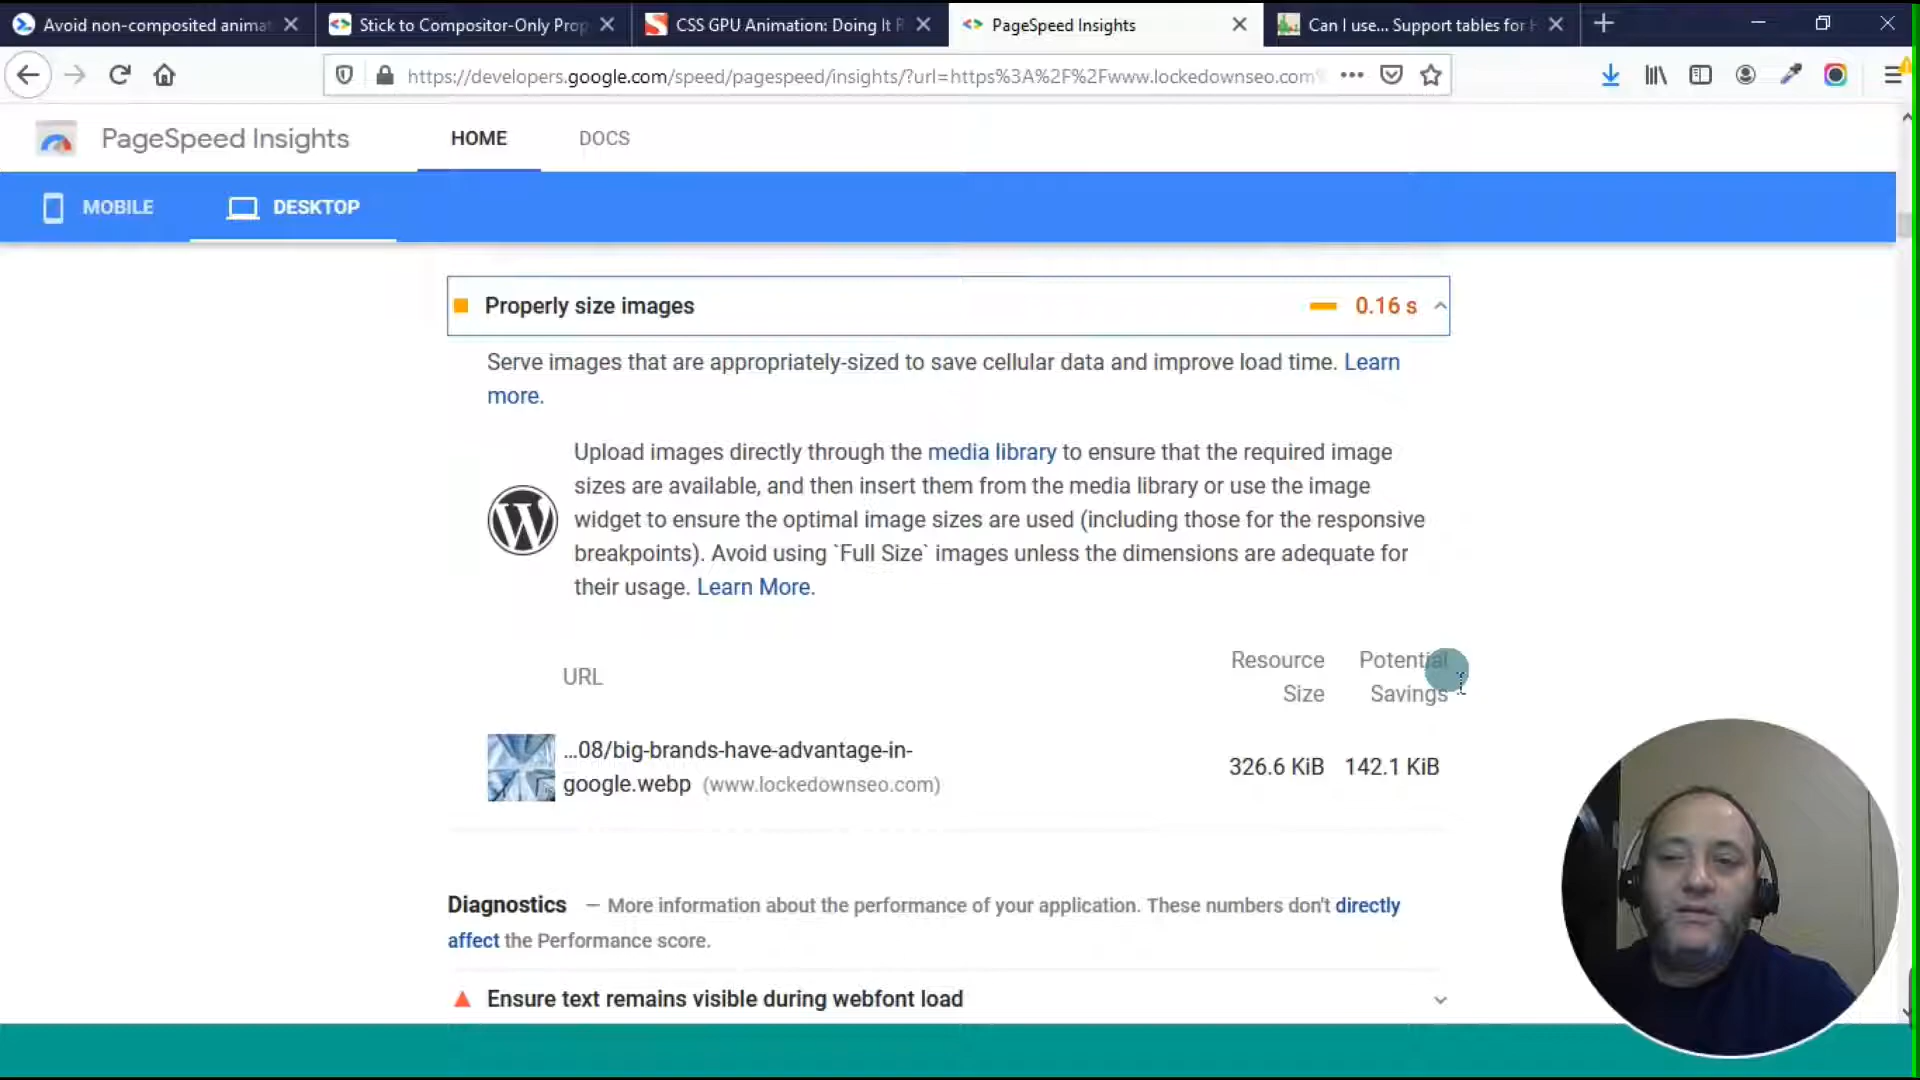 Avoid non-composited animat
Stick to Compositor-Only Prop
CSS GPU Animation: Doing It R
PageSpeed Insights
Can I use... Support tables for H
https://developers.google.com/speed/pagespeed/insights/?url=https%3A%2F%2Fwww.lockedownseo.com%
PageSpeed Insights
HOME
DOCS
MOBILE
DESKTOP
Properly size images
0.16 s
Serve images that are appropriately-sized to save cellular data and improve load time. Learn
more.
Upload images directly through the media library to ensure that the required image
sizes are available, and then insert them from the media library or use the image
widget to ensure the optimal image sizes are used (including those for the responsive
breakpoints). Avoid using `Full Size` images unless the dimensions are adequate for
their usage. Learn More.
URL
Resource
Size
Potential
Savings
…08/big-brands-have-advantage-in-
google.webp (www.lockedownseo.com)
326.6 KiB
142.1 KiB
Diagnostics — More information about the performance of your application. These numbers don't directly
affect the Performance score.
Ensure text remains visible during webfont load